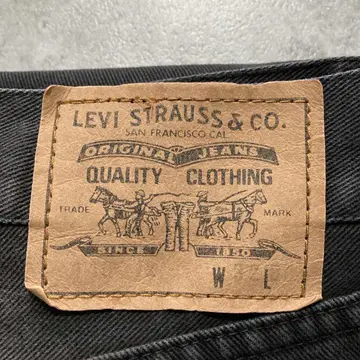 LEVI STRAUSS & CO.
SAN FRANCISCO CAL
ORIGINAL JEANS
QUALITY CLOTHING
TRADE MARK
SINCE 1850
W L